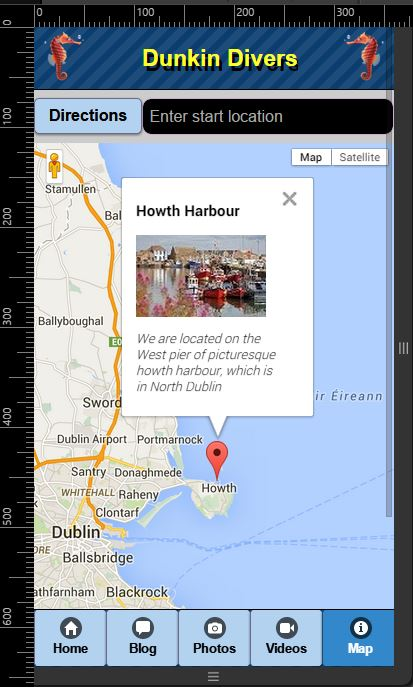 100 200 300
Dunkin Divers
Directions
Enter start location
Map Satellite
Stamullen
Bal
Howth Harbour
We are located on the
West pier of picturesque
howth harbour, which is
in North Dublin
Ballyboughal
E0
Sword
ir Éireann
Dublin Airport Portmarnock
Santry Donaghmede
WHITEHALL Raheny
Howth
Clontarf
Dublin
DROE
Ballsbridge
athfarnham Blackrock
Home Blog Photos Videos Map
0
100
200
300
400
500
600